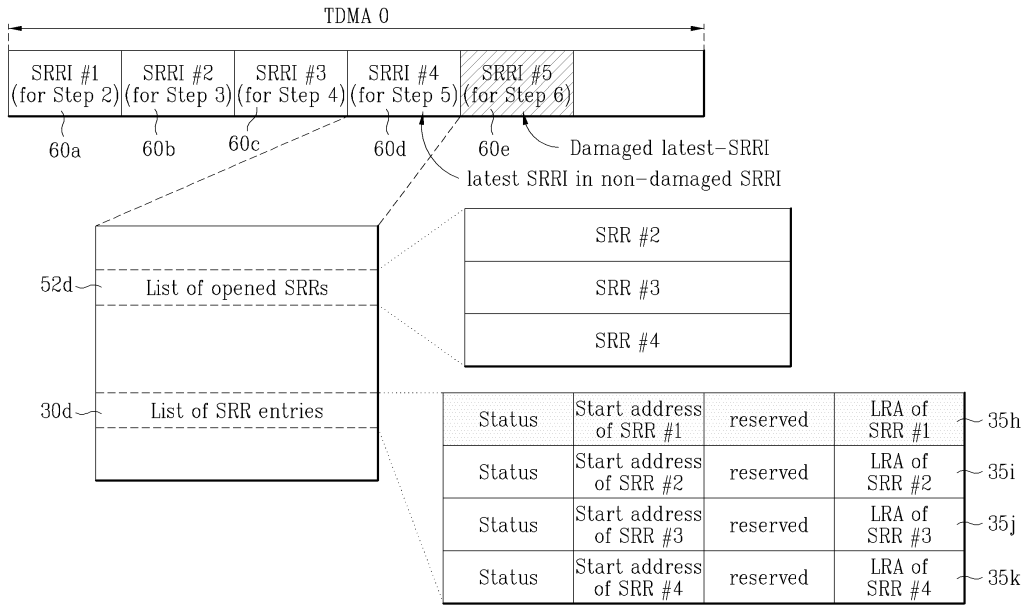 TDMA 0
SRRI #1
(for Step 2)
SRRI #2
(for Step 3)
SRRI #3
(for Step 4)
SRRI #4
(for Step 5)
SRRI #5
(for Step 6)
60a
60b
60c
60d
60e
Damaged latest-SRRI
latest SRRI in non-damaged SRRI
52d
List of opened SRRs
SRR #2
SRR #3
SRR #4
30d
List of SRR entries
Status
Start address
of SRR #1
reserved
LRA of
SRR #1
35h
Status
Start address
of SRR #2
reserved
LRA of
SRR #2
35i
Status
Start address
of SRR #3
reserved
LRA of
SRR #3
35j
Status
Start address
of SRR #4
reserved
LRA of
SRR #4
35k